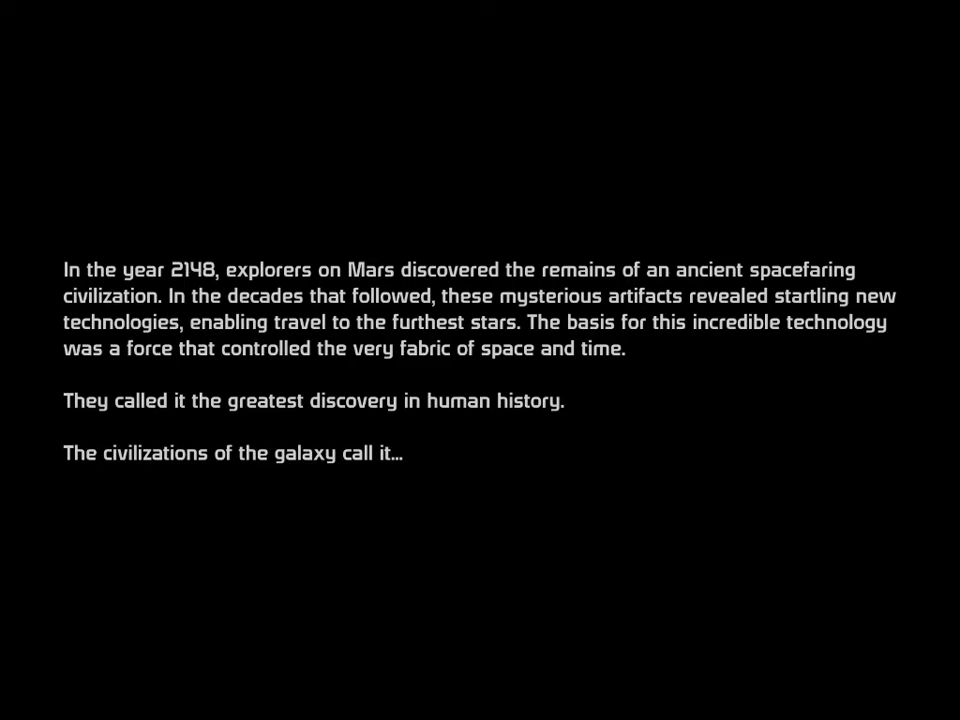 In the year 2148, explorers on Mars discovered the remains of an ancient spacefaring
civilization. In the decades that followed, these mysterious artifacts revealed startling new
technologies, enabling travel to the furthest stars. The basis for this incredible technology
was a force that controlled the very fabric of space and time.
They called it the greatest discovery in human history.
The civilizations of the galaxy call it...